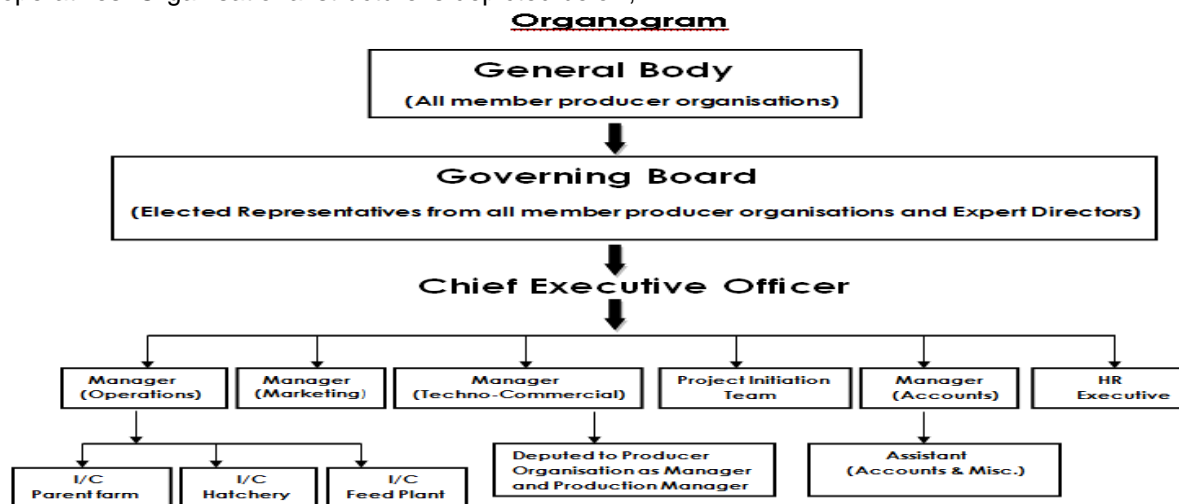 Organogram
General Body
(All member producer organisations)
Governing Board
(Elected Representatives from all member producer organisations and Expert Directors)
Chief Executive Officer
Manager
(Operations)
Manager
(Marketing)
Manager
(Techno-Commercial)
Project Initiation
Team
Manager
(Accounts)
HR
Executive
I/C
Parent farm
I/C
Hatchery
I/C
Feed Plant
Deputed to Producer
Organisation as Manager
and Production Manager
Assistant
(Accounts & Misc.)